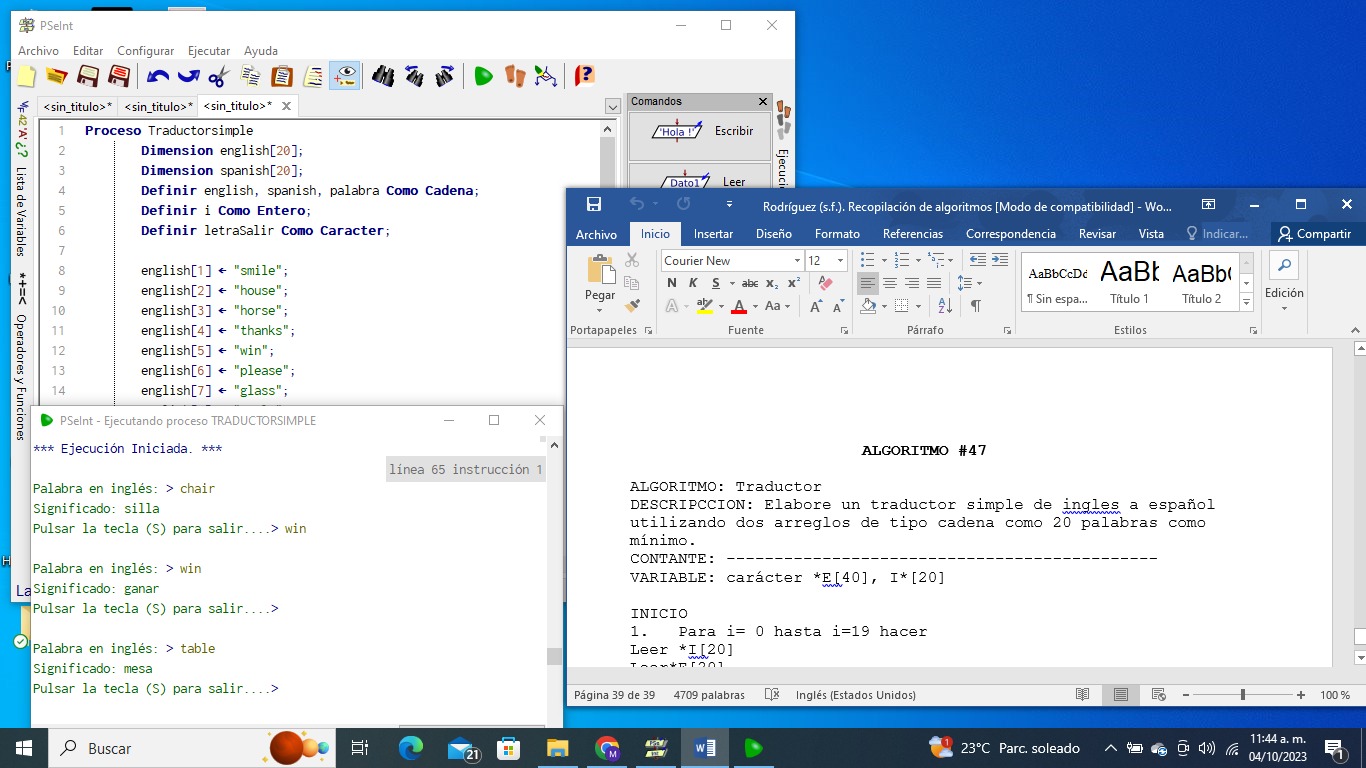 PSeInt
Archivo Editar Configurar Ejecutar Ayuda
<sin_titulo>* <sin_titulo>* <sin_titulo>*
Lista de Variables
Operadores y Funciones
1 Proceso Traductorsimple
2 Dimension english[20];
3 Dimension spanish[20];
4 Definir english, spanish, palabra Como Cadena;
5 Definir i Como Entero;
6 Definir letraSalir Como Caracter;
7
8 english[1] ← "smile";
9 english[2] ← "house";
10 english[3] ← "horse";
11 english[4] ← "thanks";
12 english[5] ← "win";
13 english[6] ← "please";
14 english[7] ← "glass";
Comandos
'Hola !' Escribir
Dato1 Leer
PSeInt - Ejecutando proceso TRADUCTORSIMPLE
*** Ejecución Iniciada. ***
línea 65 instrucción 1
Palabra en inglés: > chair
Significado: silla
Pulsar la tecla (S) para salir....> win
Palabra en inglés: > win
Significado: ganar
Pulsar la tecla (S) para salir....>
Palabra en inglés: > table
Significado: mesa
Pulsar la tecla (S) para salir....>
Rodríguez (s.f.). Recopilación de algoritmos [Modo de compatibilidad] - Wo...
Archivo Inicio Insertar Diseño Formato Referencias Correspondencia Revisar Vista Indicar... Compartir
Pegar
Courier New 12
N K S abc x₂ x²
A ab A Aa A A
AaBbCcDd AaBb AaBb(
¶ Sin espa... Título 1 Título 2
Edición
Portapapeles Fuente Párrafo Estilos
ALGORITMO #47
ALGORITMO: Traductor
DESCRIPCCION: Elabore un traductor simple de ingles a español
utilizando dos arreglos de tipo cadena como 20 palabras como
mínimo.
CONTANTE: ---------------------------------------------
VARIABLE: carácter *E[40], I*[20]
INICIO
1. Para i= 0 hasta i=19 hacer
Leer *I[20]
Leer*E[20]
Página 39 de 39 4709 palabras Inglés (Estados Unidos) 100 %
Buscar
21
23°C Parc. soleado
11:44 a. m.
04/10/2023